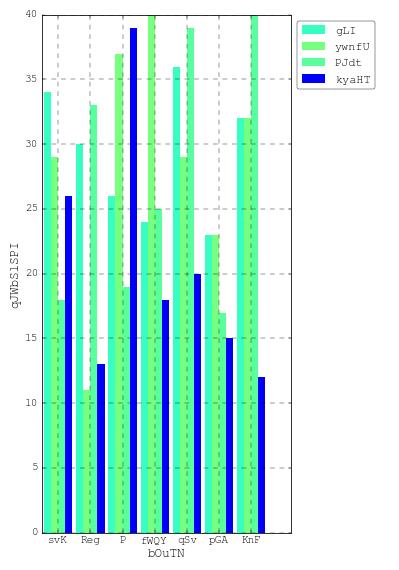 40
35
30
25
20
15
10
5
0
qJWbSlSPI
svK Reg P fWQY qSv pGA KnF
bOuTN
gLI
ywnfU
PJdt
kyaHT